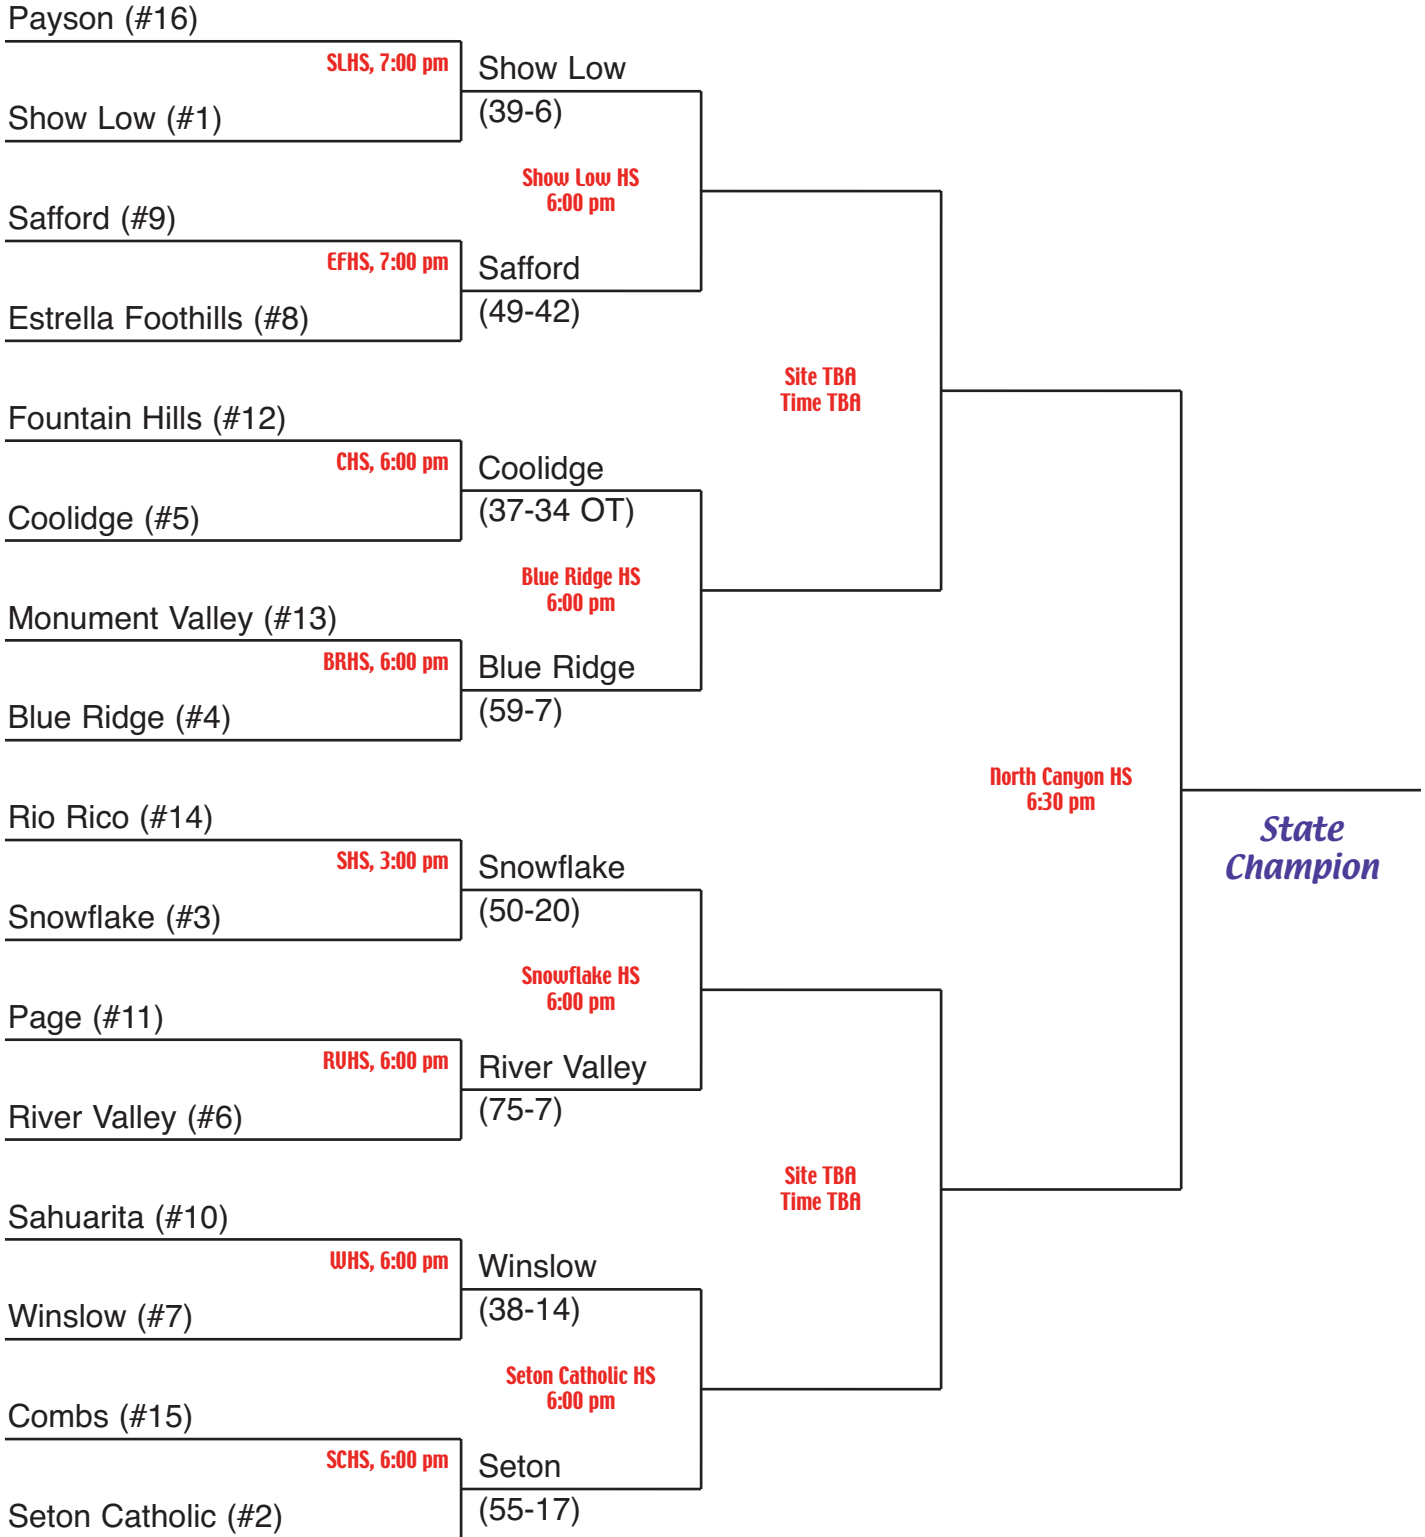 Payson (#16)
SLHS, 7:00 pm
Show Low (#1)
Show Low
(39-6)
Show Low HS
6:00 pm
Safford (#9)
EFHS, 7:00 pm
Estrella Foothills (#8)
Safford
(49-42)
Site TBA
Time TBA
Fountain Hills (#12)
CHS, 6:00 pm
Coolidge (#5)
Coolidge
(37-34 OT)
Blue Ridge HS
6:00 pm
Monument Valley (#13)
BRHS, 6:00 pm
Blue Ridge (#4)
Blue Ridge
(59-7)
North Canyon HS
6:30 pm
State
Champion
Rio Rico (#14)
SHS, 3:00 pm
Snowflake (#3)
Snowflake
(50-20)
Snowflake HS
6:00 pm
Page (#11)
RVHS, 6:00 pm
River Valley (#6)
River Valley
(75-7)
Site TBA
Time TBA
Sahuarita (#10)
WHS, 6:00 pm
Winslow (#7)
Winslow
(38-14)
Seton Catholic HS
6:00 pm
Combs (#15)
SCHS, 6:00 pm
Seton Catholic (#2)
Seton
(55-17)